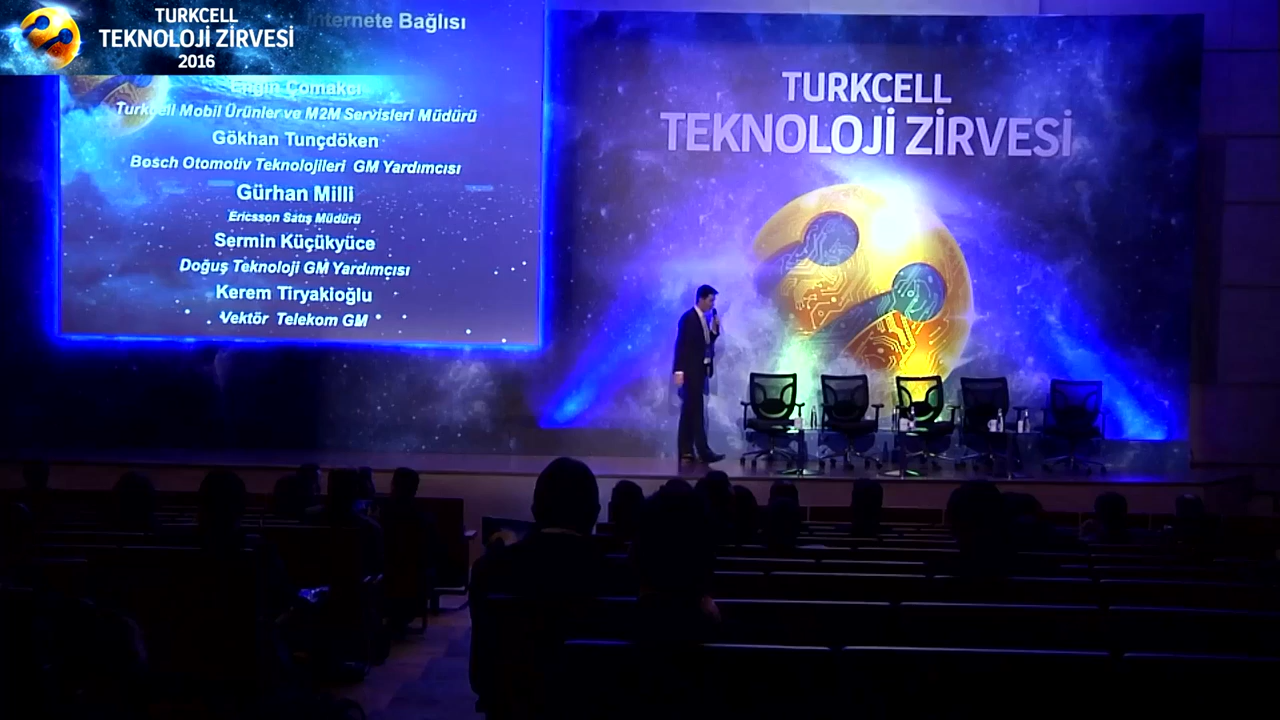 TURKCELL
TEKNOLOJİ ZİRVESİ
2016
İnternete Bağlısı
Engin Çomakcı
Turkcell Mobil Ürünler ve M2M Servisleri Müdürü
Gökhan Tunçdöken
Bosch Otomotiv Teknolojileri GM Yardımcısı
Gürhan Milli
Ericsson Satış Müdürü
Sermin Küçükyüce
Doğuş Teknoloji GM Yardımcısı
Kerem Tiryakioğlu
Vektör Telekom GM
TURKCELL
TEKNOLOJİ ZİRVESİ